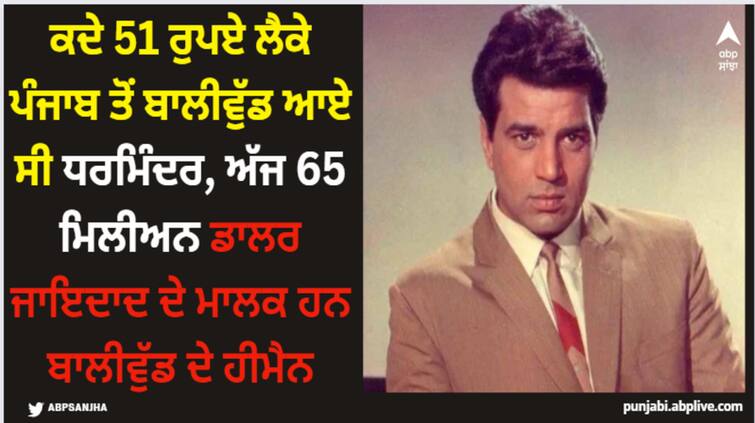 ਕਦੇ 51 ਰੁਪਏ ਲੈਕੇ
ਪੰਜਾਬ ਤੋਂ ਬਾਲੀਵੁੱਡ ਆਏ
ਸੀ ਧਰਮਿੰਦਰ, ਅੱਜ 65
ਮਿਲੀਅਨ ਡਾਲਰ
ਜਾਇਦਾਦ ਦੇ ਮਾਲਕ ਹਨ
ਬਾਲੀਵੁੱਡ ਦੇ ਹੀਮੈਨ
abp
ਸਾਂਝਾ
ABPSANJHA
punjabi.abplive.com